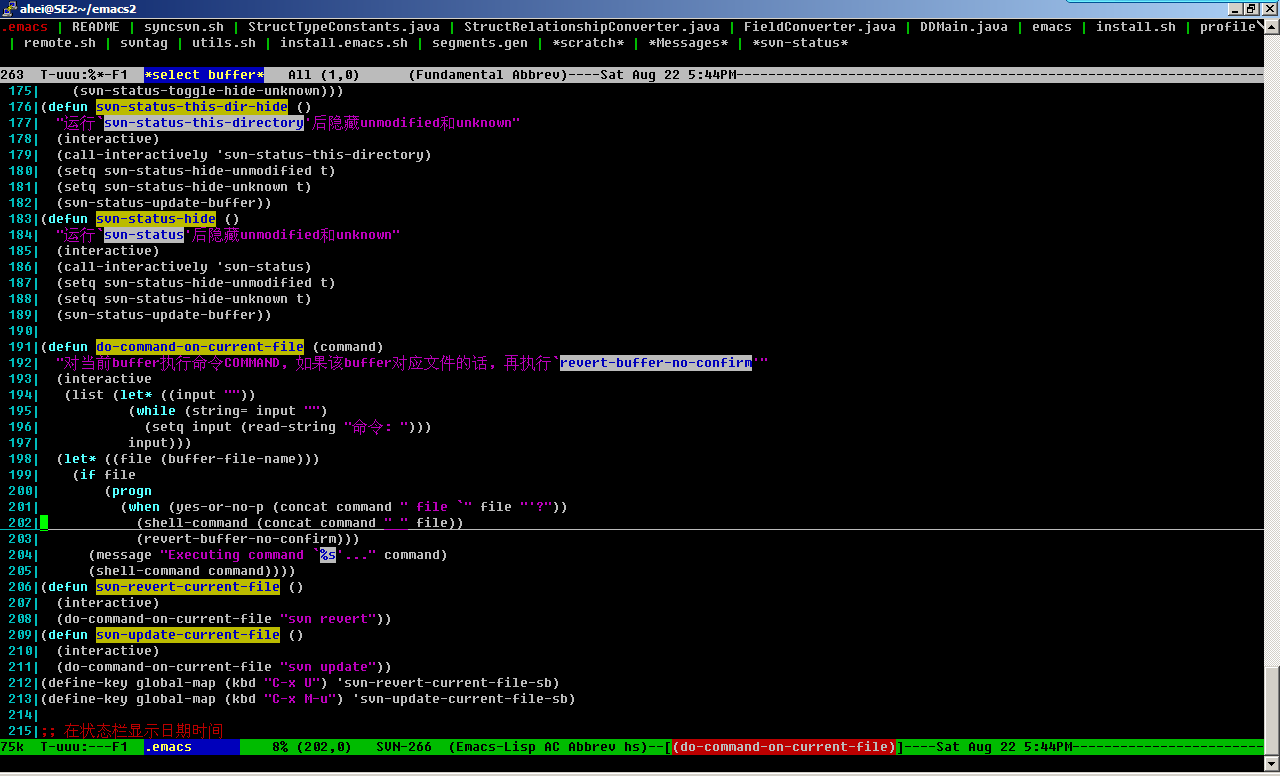 ahei@SE2:~/emacs2
.emacs | README | syncsvn.sh | StructTypeConstants.java | StructRelationshipConverter.java | FieldConverter.java | DDMain.java | emacs | install.sh | profile\
| remote.sh | svntag | utils.sh | install.emacs.sh | segments.gen | *scratch* | *Messages* | *svn-status*
263 T-uuu:%*-F1 *select buffer* All (1,0) (Fundamental Abbrev)----Sat Aug 22 5:44PM------------------------------------------------------------------
175| (svn-status-toggle-hide-unknown)))
176|(defun svn-status-this-dir-hide ()
177| "运行`svn-status-this-directory'后隐藏unmodified和unknown"
178| (interactive)
179| (call-interactively 'svn-status-this-directory)
180| (setq svn-status-hide-unmodified t)
181| (setq svn-status-hide-unknown t)
182| (svn-status-update-buffer))
183|(defun svn-status-hide ()
184| "运行`svn-status'后隐藏unmodified和unknown"
185| (interactive)
186| (call-interactively 'svn-status)
187| (setq svn-status-hide-unmodified t)
188| (setq svn-status-hide-unknown t)
189| (svn-status-update-buffer))
190|
191|(defun do-command-on-current-file (command)
192| "对当前buffer执行命令COMMAND, 如果该buffer对应文件的话, 再执行`revert-buffer-no-confirm'"
193| (interactive
194| (list (let* ((input ""))
195| (while (string= input "")
196| (setq input (read-string "命令: ")))
197| input)))
198| (let* ((file (buffer-file-name)))
199| (if file
200| (progn
201| (when (yes-or-no-p (concat command " file `" file "'?"))
202| (shell-command (concat command " " file))
203| (revert-buffer-no-confirm)))
204| (message "Executing command `%s'..." command)
205| (shell-command command))))
206|(defun svn-revert-current-file ()
207| (interactive)
208| (do-command-on-current-file "svn revert"))
209|(defun svn-update-current-file ()
210| (interactive)
211| (do-command-on-current-file "svn update"))
212|(define-key global-map (kbd "C-x U") 'svn-revert-current-file-sb)
213|(define-key global-map (kbd "C-x M-u") 'svn-update-current-file-sb)
214|
215|;; 在状态栏显示日期时间
75k T-uuu:---F1 .emacs 8% (202,0) SVN-266 (Emacs-Lisp AC Abbrev hs)--[(do-command-on-current-file)]----Sat Aug 22 5:44PM------------------------